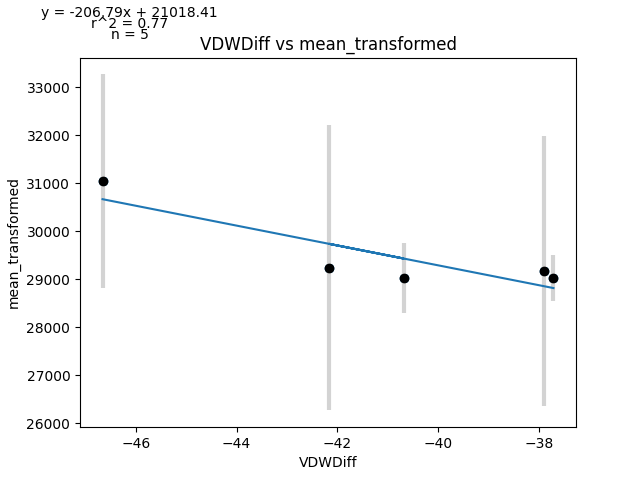 y = -206.79x + 21018.41
r^2 = 0.77
n = 5
VDWDiff vs mean_transformed
33000
32000
31000
30000
29000
28000
27000
26000
mean_transformed
−46
−44
−42
−40
−38
VDWDiff